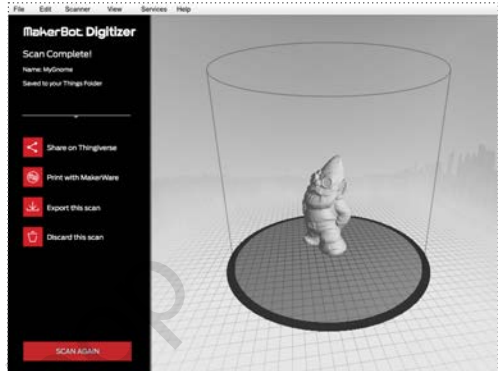 File Edit Scanner View Services Help
MakerBot. Digitizer
Scan Complete!
Name: MyGnome
Saved to your Things Folder
Share on Thingiverse
Print with MakerWare
Export this scan
Discard this scan
SCAN AGAIN